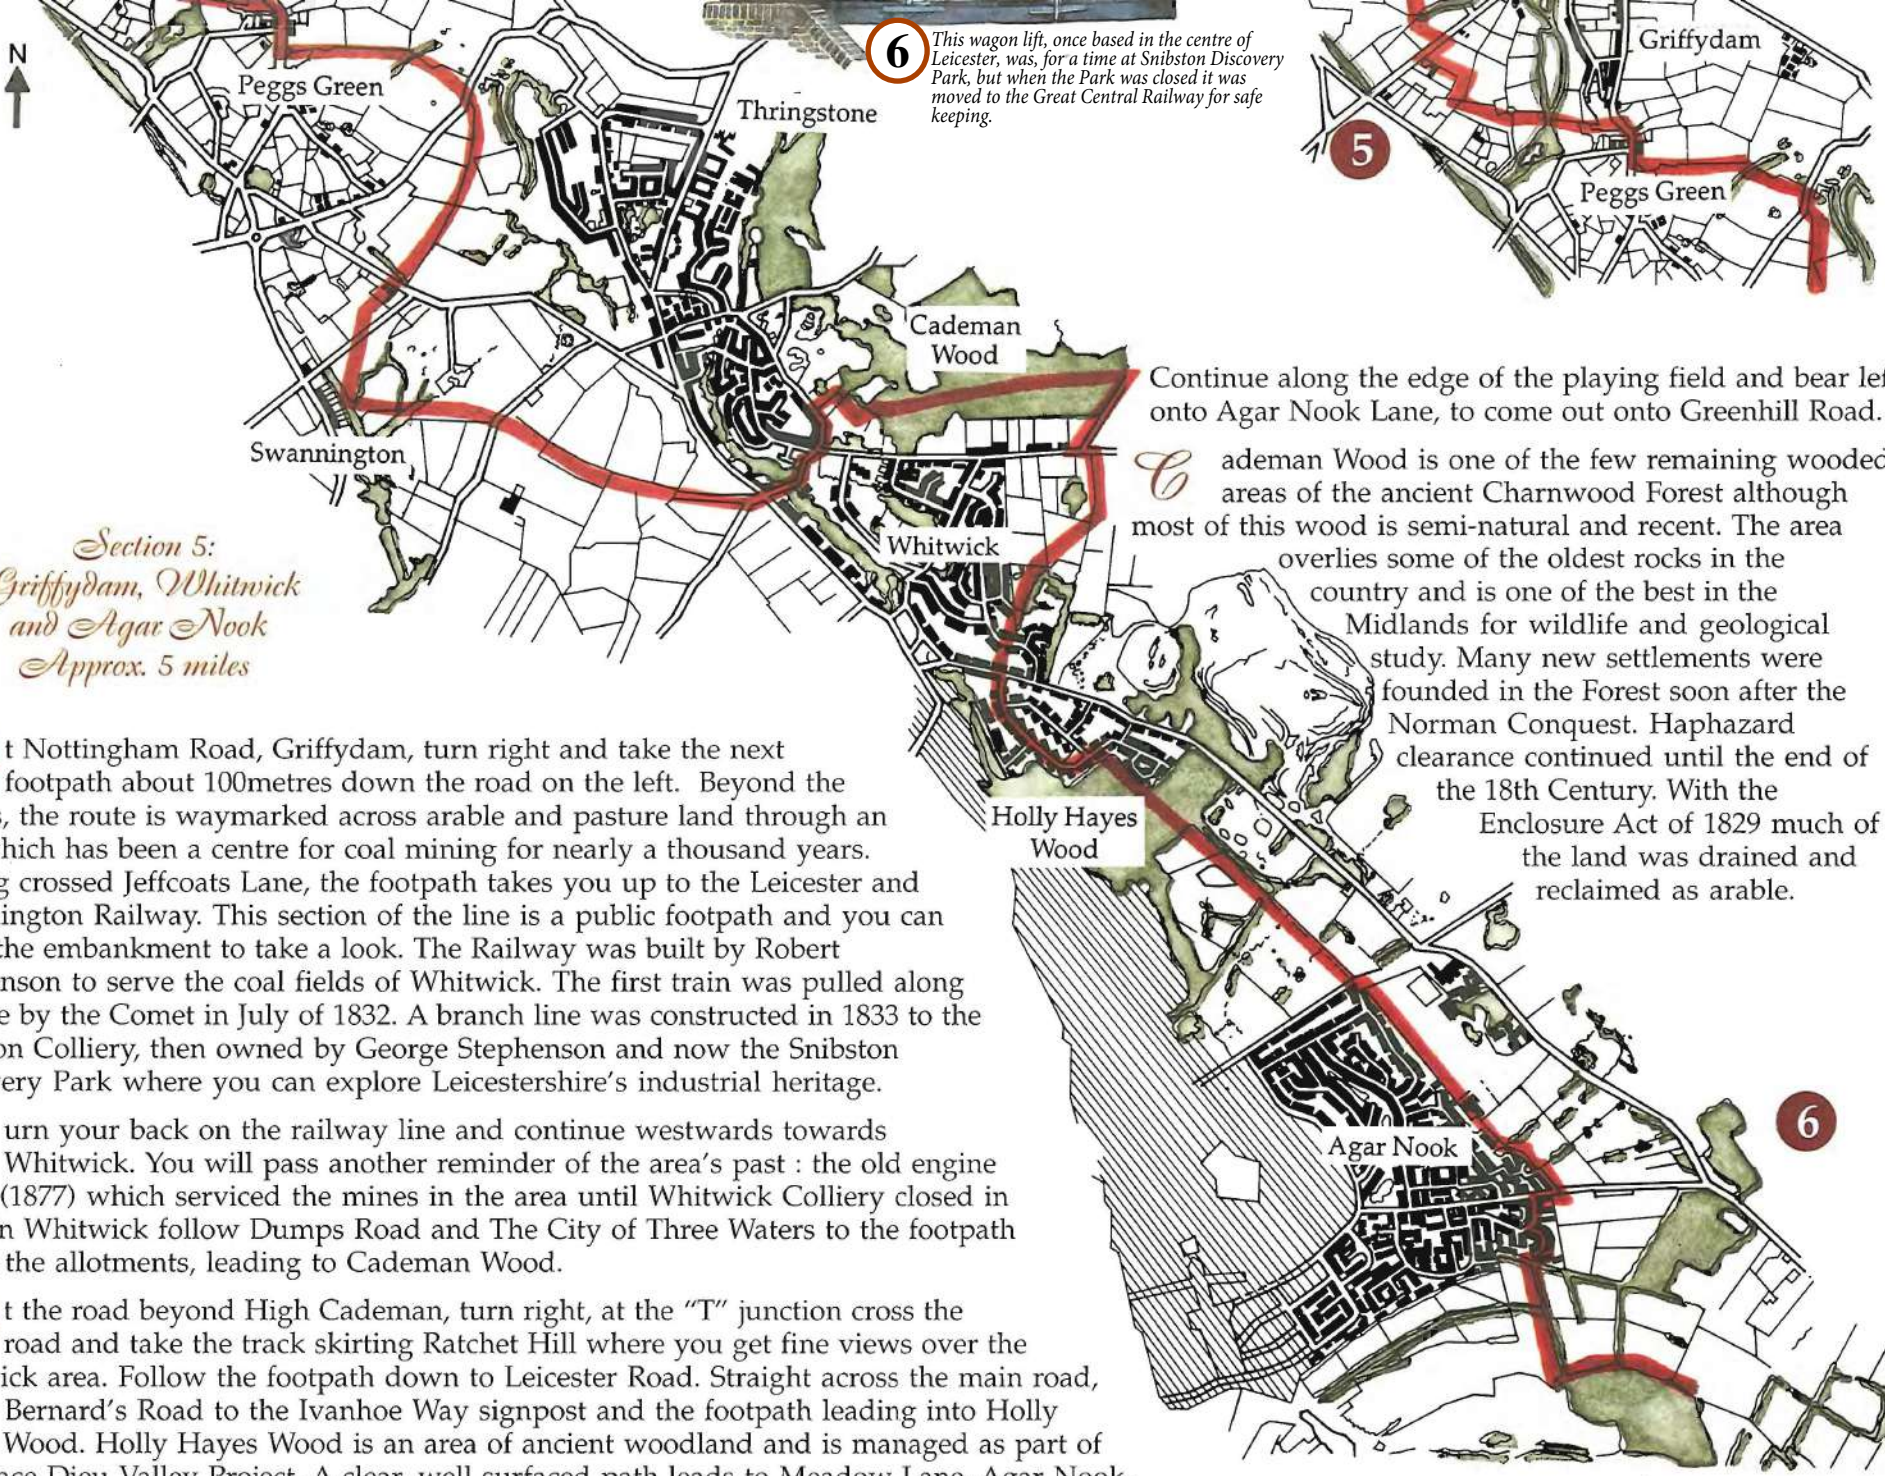 N
Peggs Green
Thringstone
6
This wagon lift, once based in the centre of
Leicester, was, for a time at Snibston Discovery
Park, but when the Park was closed it was
moved to the Great Central Railway for safe
keeping.
Griffydam
5
Peggs Green
Cademan
Wood
Swannington
Whitwick
Holly Hayes
Wood
Agar Nook
6
Section 5:
Griffydam, Whitwick
and Agar Nook
Approx. 5 miles
t Nottingham Road, Griffydam, turn right and take the next
footpath about 100metres down the road on the left. Beyond the
, the route is waymarked across arable and pasture land through an
hich has been a centre for coal mining for nearly a thousand years.
g crossed Jeffcoats Lane, the footpath takes you up to the Leicester and
ington Railway. This section of the line is a public footpath and you can
the embankment to take a look. The Railway was built by Robert
nson to serve the coal fields of Whitwick. The first train was pulled along
e by the Comet in July of 1832. A branch line was constructed in 1833 to the
on Colliery, then owned by George Stephenson and now the Snibston
ery Park where you can explore Leicestershire's industrial heritage.
urn your back on the railway line and continue westwards towards
Whitwick. You will pass another reminder of the area's past : the old engine
(1877) which serviced the mines in the area until Whitwick Colliery closed in
n Whitwick follow Dumps Road and The City of Three Waters to the footpath
the allotments, leading to Cademan Wood.
t the road beyond High Cademan, turn right, at the "T" junction cross the
road and take the track skirting Ratchet Hill where you get fine views over the
ick area. Follow the footpath down to Leicester Road. Straight across the main road,
Bernard's Road to the Ivanhoe Way signpost and the footpath leading into Holly
Wood. Holly Hayes Wood is an area of ancient woodland and is managed as part of
ace Dieu Valley Project. A clear, well surfaced path leads to Meadow Lane, Agar Nook.
Continue along the edge of the playing field and bear lef
onto Agar Nook Lane, to come out onto Greenhill Road.
Cademan Wood is one of the few remaining wooded
areas of the ancient Charnwood Forest although
most of this wood is semi-natural and recent. The area
overlies some of the oldest rocks in the
country and is one of the best in the
Midlands for wildlife and geological
study. Many new settlements were
founded in the Forest soon after the
Norman Conquest. Haphazard
clearance continued until the end of
the 18th Century. With the
Enclosure Act of 1829 much of
the land was drained and
reclaimed as arable.